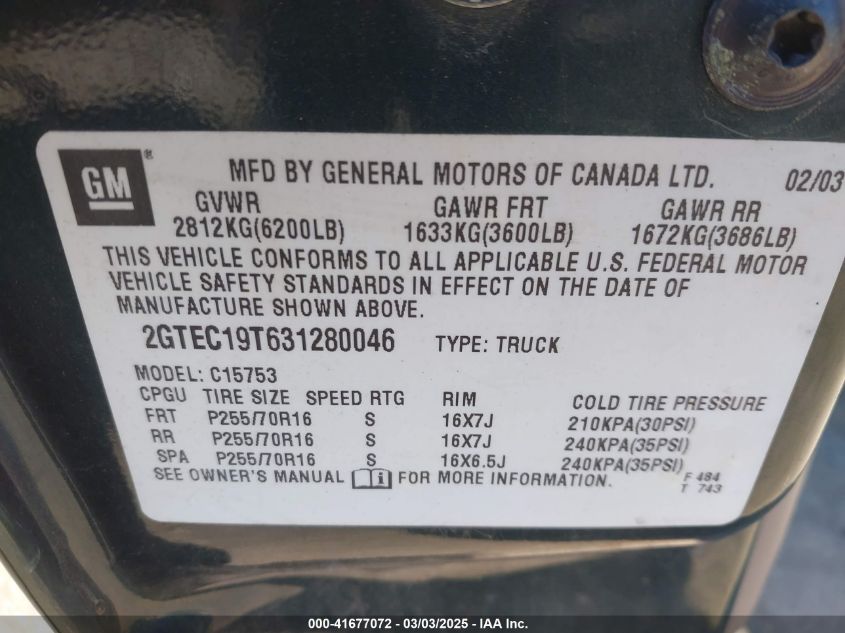 GM®
MFD BY GENERAL MOTORS OF CANADA LTD. 02/03
GVWR GAWR FRT GAWR RR
2812KG(6200LB) 1633KG(3600LB) 1672KG(3686LB)
THIS VEHICLE CONFORMS TO ALL APPLICABLE U.S. FEDERAL MOTOR
VEHICLE SAFETY STANDARDS IN EFFECT ON THE DATE OF
MANUFACTURE SHOWN ABOVE.
2GTEC19T631280046 TYPE: TRUCK
MODEL: C15753
CPGU TIRE SIZE SPEED RTG RIM COLD TIRE PRESSURE
FRT P255/70R16 S 16X7J 210KPA(30PSI)
RR P255/70R16 S 16X7J 240KPA(35PSI)
SPA P255/70R16 S 16X6.5J 240KPA(35PSI)
SEE OWNER'S MANUAL FOR MORE INFORMATION. F 484
T 743
000-41677072 — 03/03/2025 - IAA Inc.